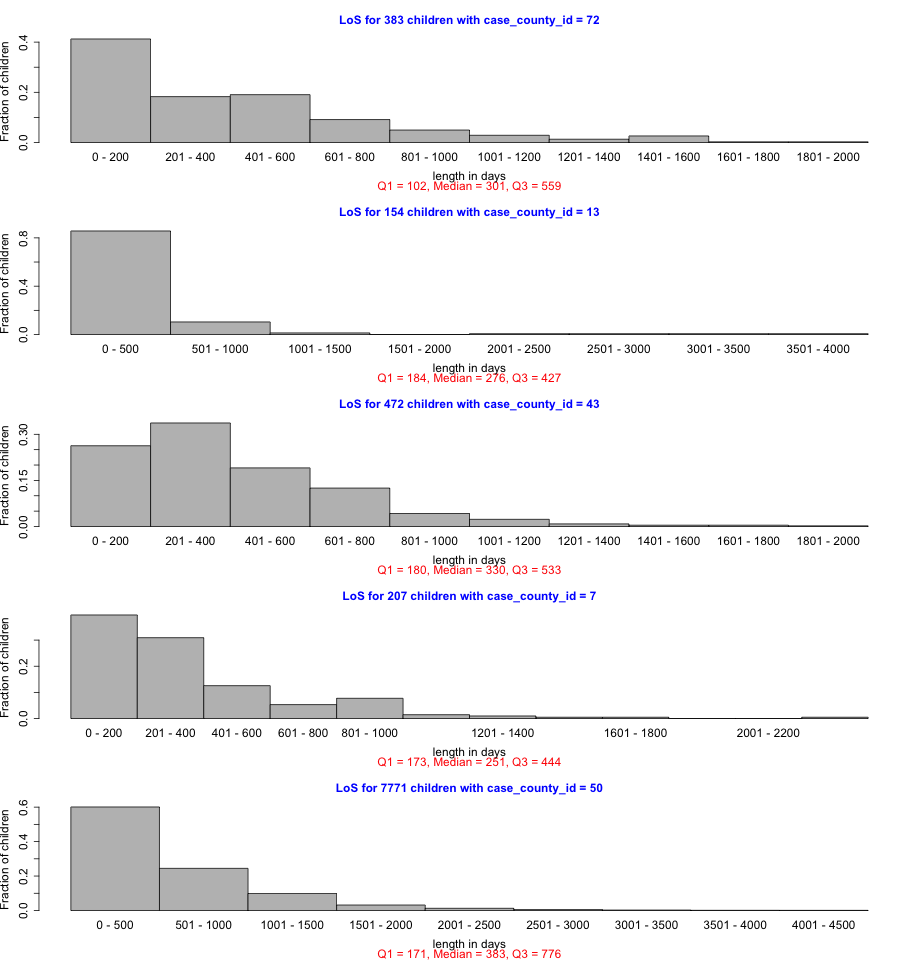 LoS for 383 children with case_county_id = 72
Fraction of children
0.0 0.2 0.4
0 - 200 201 - 400 401 - 600 601 - 800 801 - 1000 1001 - 1200 1201 - 1400 1401 - 1600 1601 - 1800 1801 - 2000
length in days
Q1 = 102, Median = 301, Q3 = 559
LoS for 154 children with case_county_id = 13
Fraction of children
0.0 0.4 0.8
0 - 500 501 - 1000 1001 - 1500 1501 - 2000 2001 - 2500 2501 - 3000 3001 - 3500 3501 - 4000
length in days
Q1 = 184, Median = 276, Q3 = 427
LoS for 472 children with case_county_id = 43
Fraction of children
0.00 0.15 0.30
0 - 200 201 - 400 401 - 600 601 - 800 801 - 1000 1001 - 1200 1201 - 1400 1401 - 1600 1601 - 1800 1801 - 2000
length in days
Q1 = 180, Median = 330, Q3 = 533
LoS for 207 children with case_county_id = 7
Fraction of children
0.0 0.2
0 - 200 201 - 400 401 - 600 601 - 800 801 - 1000 1201 - 1400 1601 - 1800 2001 - 2200
length in days
Q1 = 173, Median = 251, Q3 = 444
LoS for 7771 children with case_county_id = 50
Fraction of children
0.0 0.2 0.4 0.6
0 - 500 501 - 1000 1001 - 1500 1501 - 2000 2001 - 2500 2501 - 3000 3001 - 3500 3501 - 4000 4001 - 4500
length in days
Q1 = 171, Median = 383, Q3 = 776